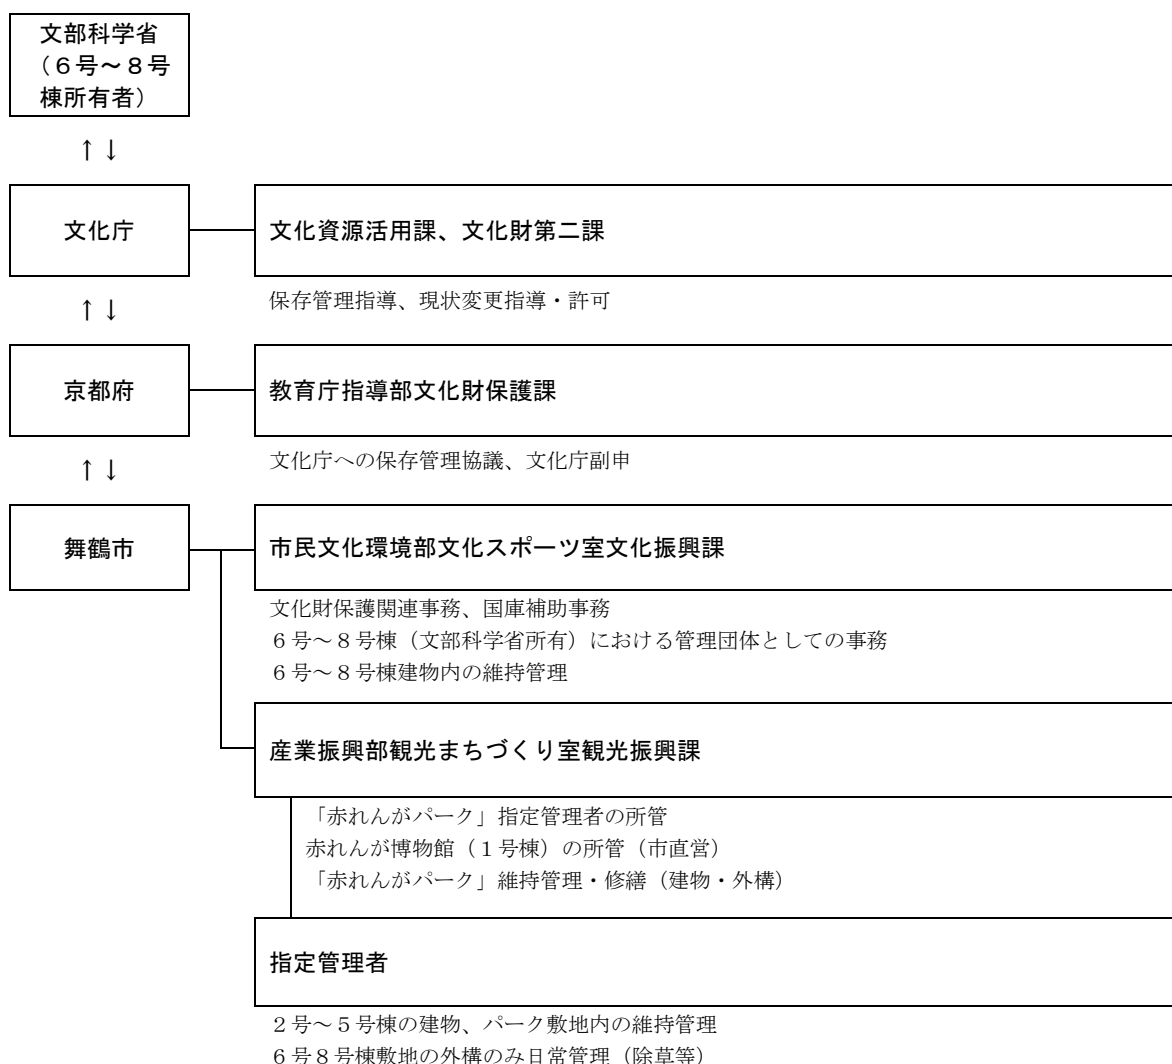 文部科学省
（６号～８号
棟所有者）
↑↓
文化庁
文化資源活用課、文化財第二課
↑↓
保存管理指導、現状変更指導・許可
京都府
教育庁指導部文化財保護課
↑↓
文化庁への保存管理協議、文化庁副申
舞鶴市
市民文化環境部文化スポーツ室文化振興課
文化財保護関連事務、国庫補助事務
６号～８号棟（文部科学省所有）における管理団体としての事務
６号～８号棟建物内の維持管理
産業振興部観光まちづくり室観光振興課
「赤れんがパーク」指定管理者の所管
赤れんが博物館（１号棟）の所管（市直営）
「赤れんがパーク」維持管理・修繕（建物・外構）
指定管理者
２号～５号棟の建物、パーク敷地内の維持管理
６号８号棟敷地の外構のみ日常管理（除草等）